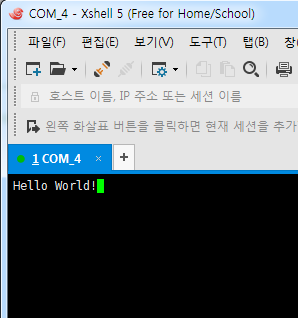 COM_4 - Xshell 5 (Free for Home/School)
파일(F) 편집(E) 보기(V) 도구(T) 탭(B) 창(
호스트 이름, IP 주소 또는 세션 이름
왼쪽 화살표 버튼을 클릭하면 현재 세션을 추가
1 COM_4 × +
Hello World!